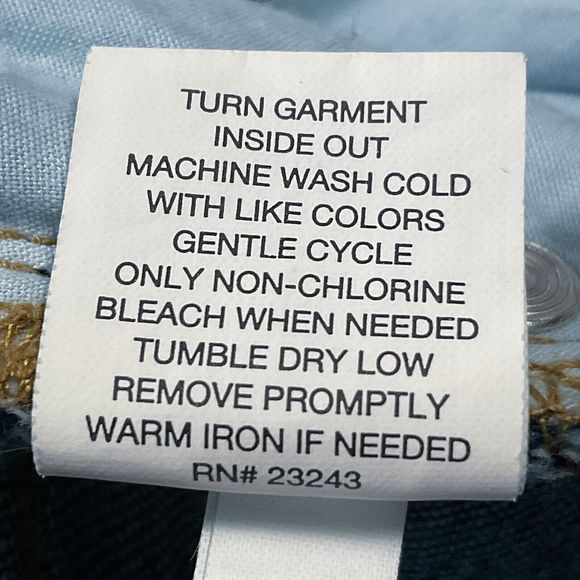 TURN GARMENT
INSIDE OUT
MACHINE WASH COLD
WITH LIKE COLORS
GENTLE CYCLE
ONLY NON-CHLORINE
BLEACH WHEN NEEDED
TUMBLE DRY LOW
REMOVE PROMPTLY
WARM IRON IF NEEDED
RN# 23243